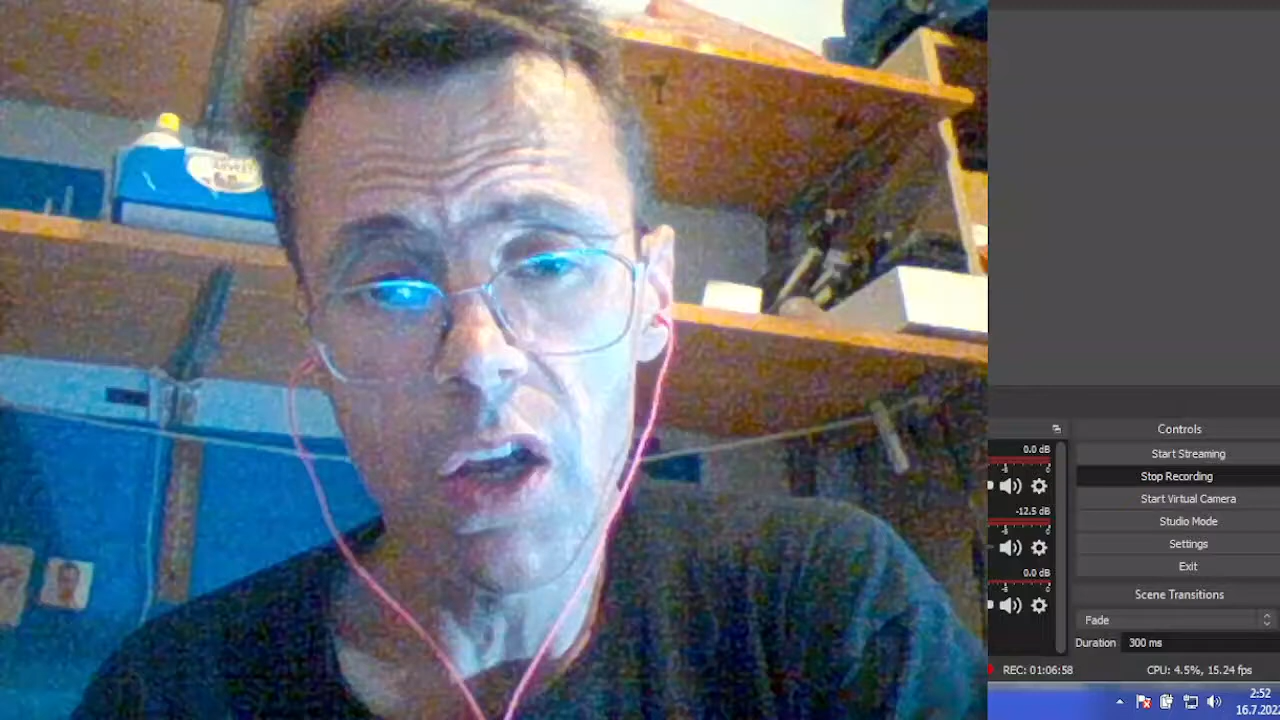 0.0 dB
-12.5 dB
0.0 dB
Controls
Start Streaming
Stop Recording
Start Virtual Camera
Studio Mode
Settings
Exit
Scene Transitions
Fade
Duration 300 ms
REC: 01:06:58 CPU: 4.5%, 15.24 fps
2:52